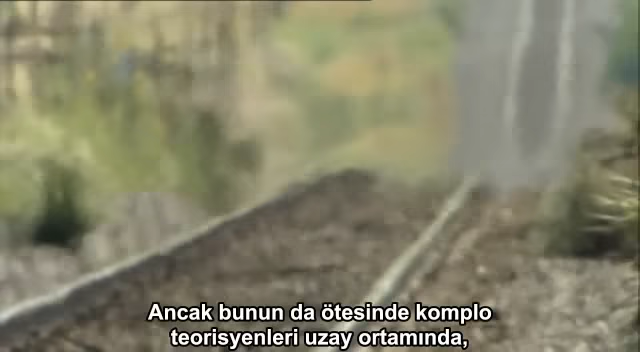 Ancak bunun da ötesinde komplo
teorisyenleri uzay ortamında,